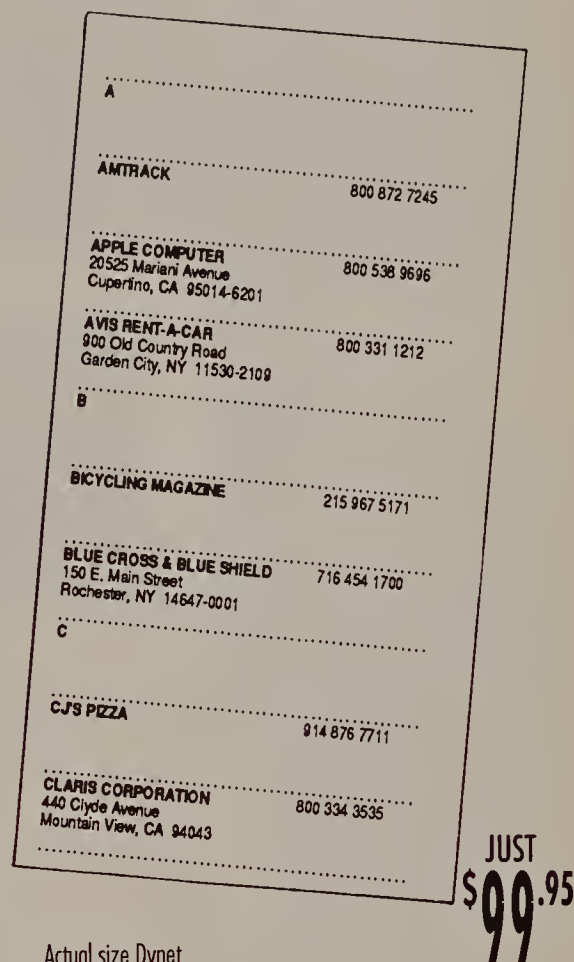 A
AMTRACK 800 872 7245
APPLE COMPUTER 800 538 9696
20525 Mariani Avenue
Cupertino, CA 95014-6201
AVIS RENT-A-CAR 800 331 1212
900 Old Country Road
Garden City, NY 11530-2109
B
BICYCLING MAGAZINE 215 967 5171
BLUE CROSS & BLUE SHIELD 716 454 1700
150 E. Main Street
Rochester, NY 14647-0001
C
CJ'S PIZZA 914 876 7711
CLARIS CORPORATION 800 334 3535
440 Clyde Avenue
Mountain View, CA 94043
JUST
$99.95
Actual size Dynet